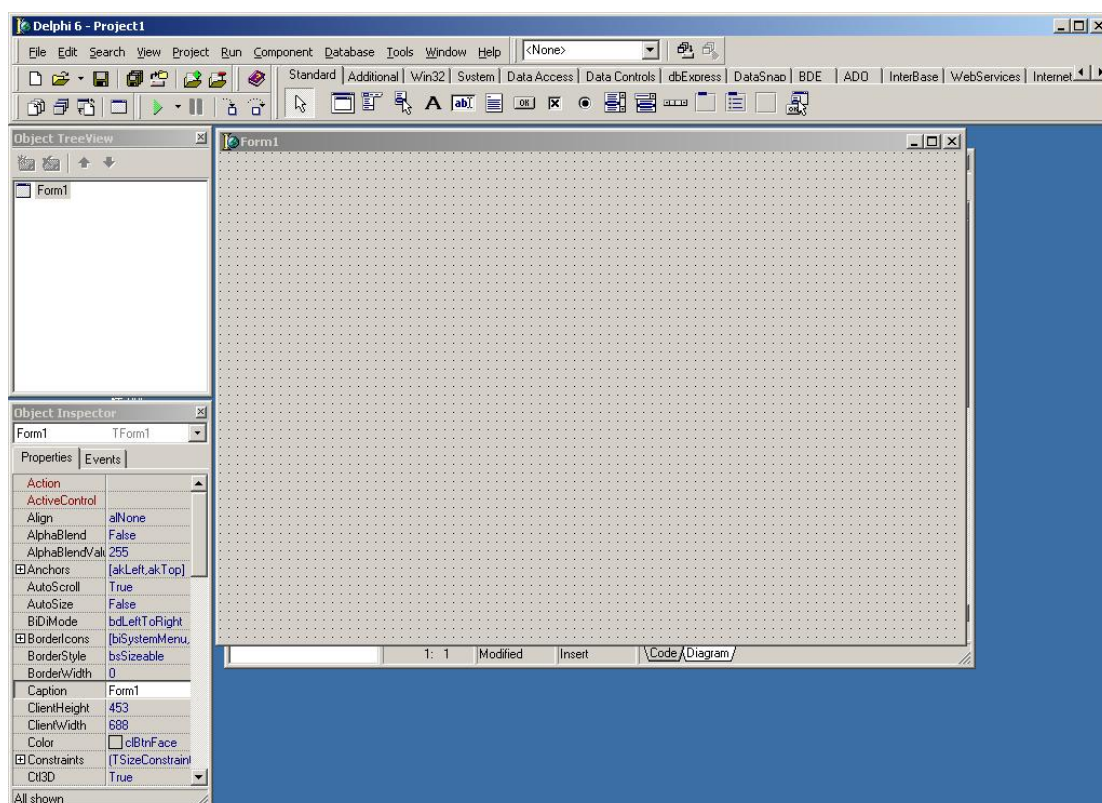 Delphi 6 - Project1
File Edit Search View Project Run Component Database Tools Window Help <None>
Standard Additional Win32 System Data Access Data Controls dbExpress DataSnap BDE ADO InterBase WebServices Internet
A ab OK OK
Object TreeView
Form1
Form1
Object Inspector
Form1 TForm1
Properties Events
Action
ActiveControl
Align alNone
AlphaBlend False
AlphaBlendValu 255
Anchors [akLeft,akTop]
AutoScroll True
AutoSize False
BiDiMode bdLeftToRight
BorderIcons [biSystemMenu,
BorderStyle bsSizeable
BorderWidth 0
Caption Form1
ClientHeight 453
ClientWidth 688
Color clBtnFace
Constraints (TSizeConstraint
Ctl3D True
All shown
1: 1 Modified Insert Code Diagram